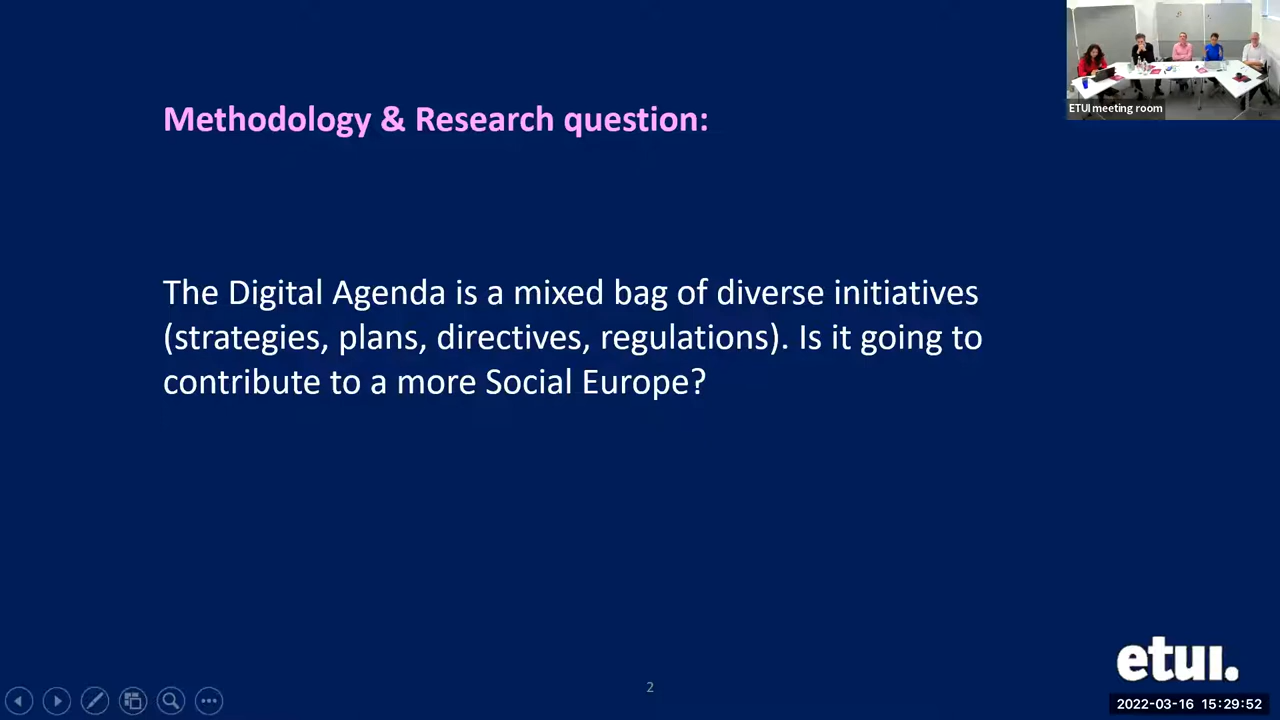 ETUI meeting room
Methodology & Research question:
The Digital Agenda is a mixed bag of diverse initiatives
(strategies, plans, directives, regulations). Is it going to
contribute to a more Social Europe?
etui.
2
2022-03-16 15:29:52